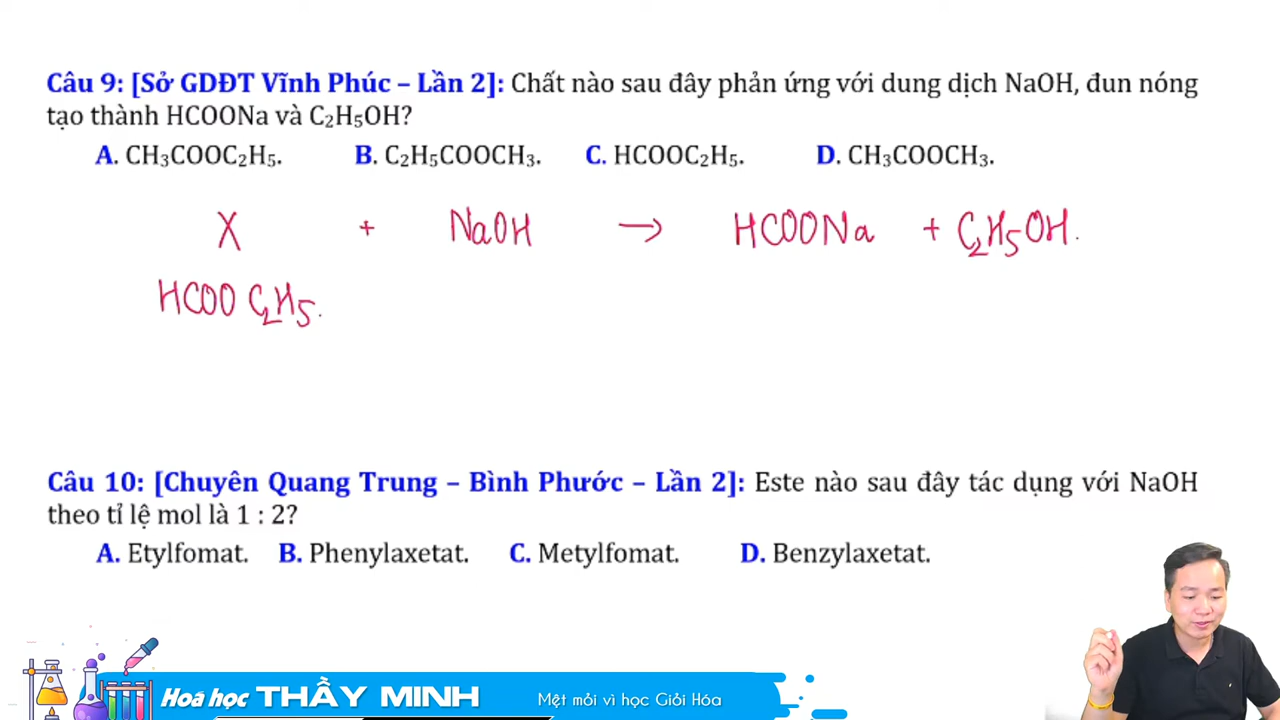 Câu 9: [Sở GDĐT Vĩnh Phúc – Lần 2]: Chất nào sau đây phản ứng với dung dịch NaOH, đun nóng
tạo thành HCOONa và C₂H₅OH?
A. CH₃COOC₂H₅. B. C₂H₅COOCH₃. C. HCOOC₂H₅. D. CH₃COOCH₃.
X + NaOH → HCOONa + C₂H₅OH.
HCOO C₂H₅.
Câu 10: [Chuyên Quang Trung – Bình Phước – Lần 2]: Este nào sau đây tác dụng với NaOH
theo tỉ lệ mol là 1 : 2?
A. Etylfomat. B. Phenylaxetat. C. Metylfomat. D. Benzylaxetat.
Hoá học THẦY MINH Mệt mỏi vì học Giỏi Hóa